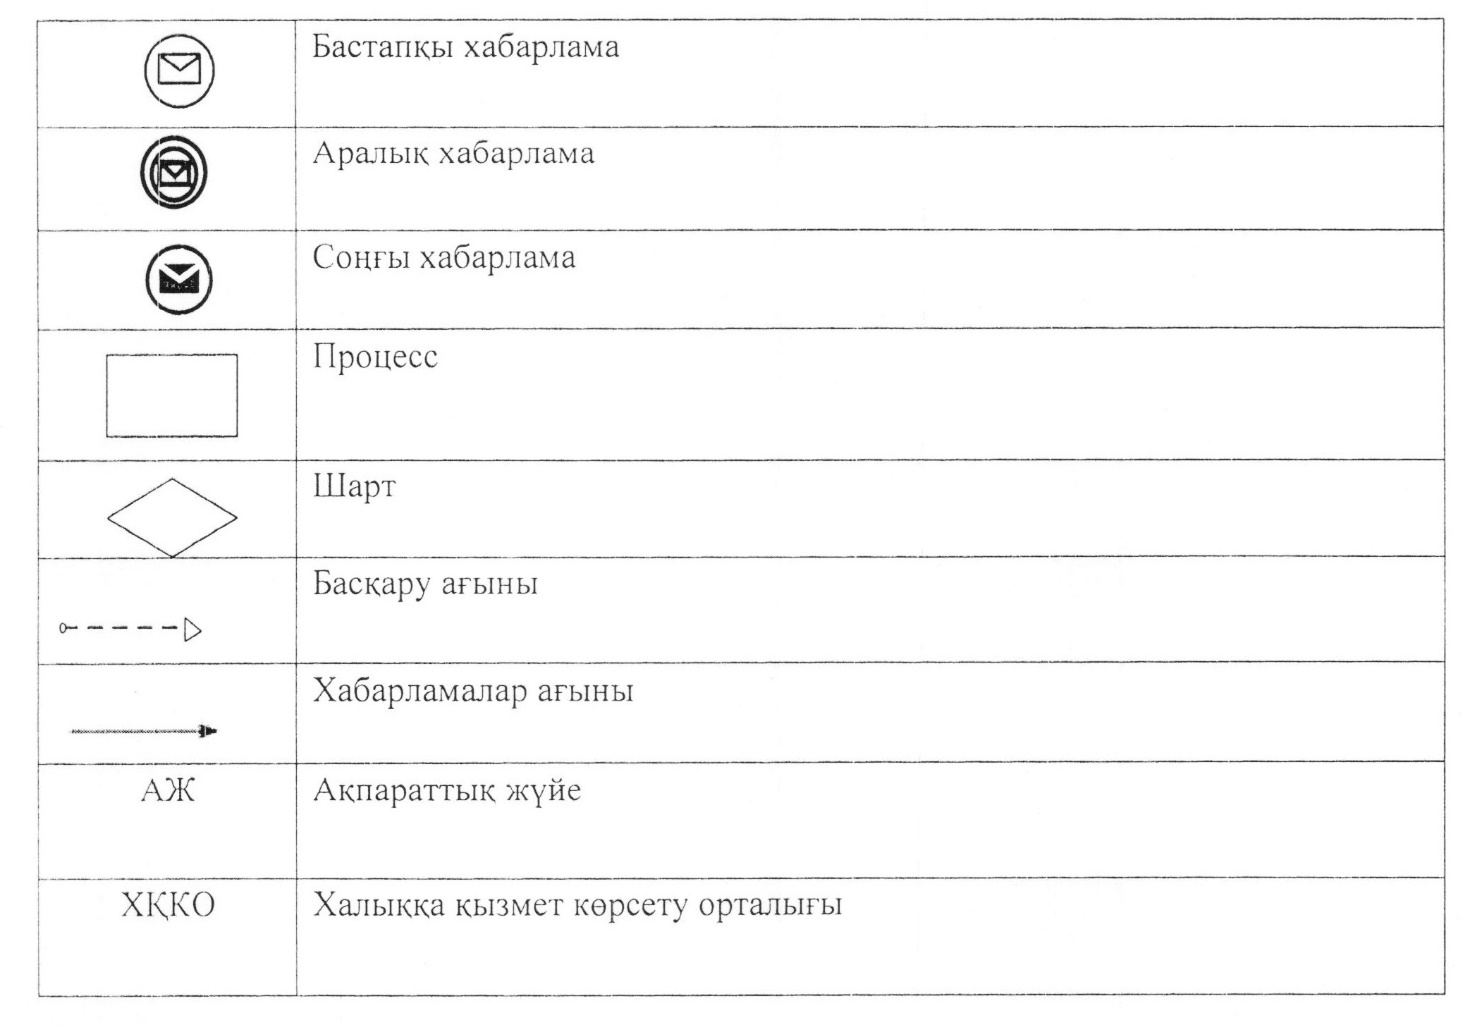 Бастапқы хабарлама
Аралық хабарлама
Соңғы хабарлама
Процесс
Шарт
Басқару ағыны
Хабарламалар ағыны
АЖ Ақпараттық жүйе
ХҚКО Халыққа қызмет көрсету орталығы